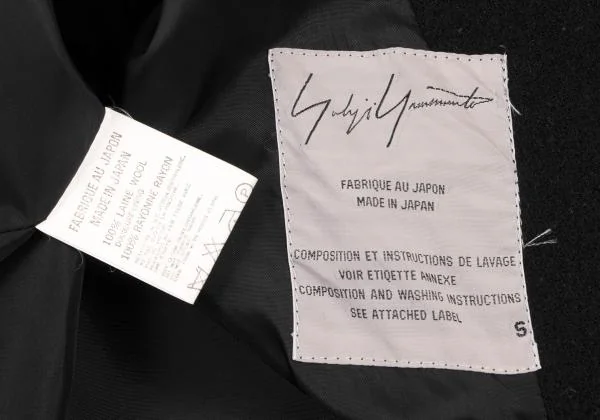 Yohji Yamamoto
FABRIQUE AU JAPON
MADE IN JAPAN
COMPOSITION ET INSTRUCTIONS DE LAVAGE
VOIR ETIQETTE ANNEXE
COMPOSITION AND WASHING INSTRUCTIONS
SEE ATTACHED LABEL
S
FABRIQUE AU JAPON
MADE IN JAPAN
100% LAINE WOOL
100% RAYONNE RAYON
P